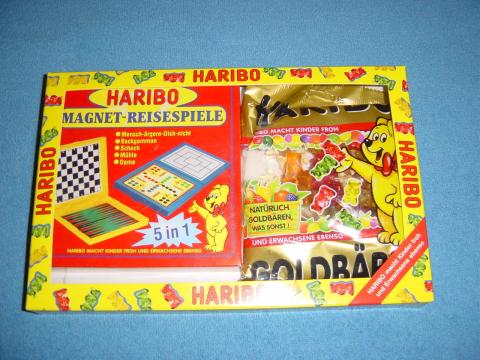 HARIBO
HARIBO
HARIBO
MAGNET-REISESPIELE
Mensch-ärgere-Dich-nicht
Backgammon
Schach
Mühle
Dame
5 in 1
HARIBO MACHT KINDER FROH UND ERWACHSENE EBENSO
HARIBO
HARIBO MACHT KINDER FROH
NATÜRLICH
GOLDBÄREN,
WAS SONST!
UND ERWACHSENE EBENSO
GOLDBÄR
HARIBO
HARIBO
HARIBO macht Kinder froh
und Erwachsene ebenso